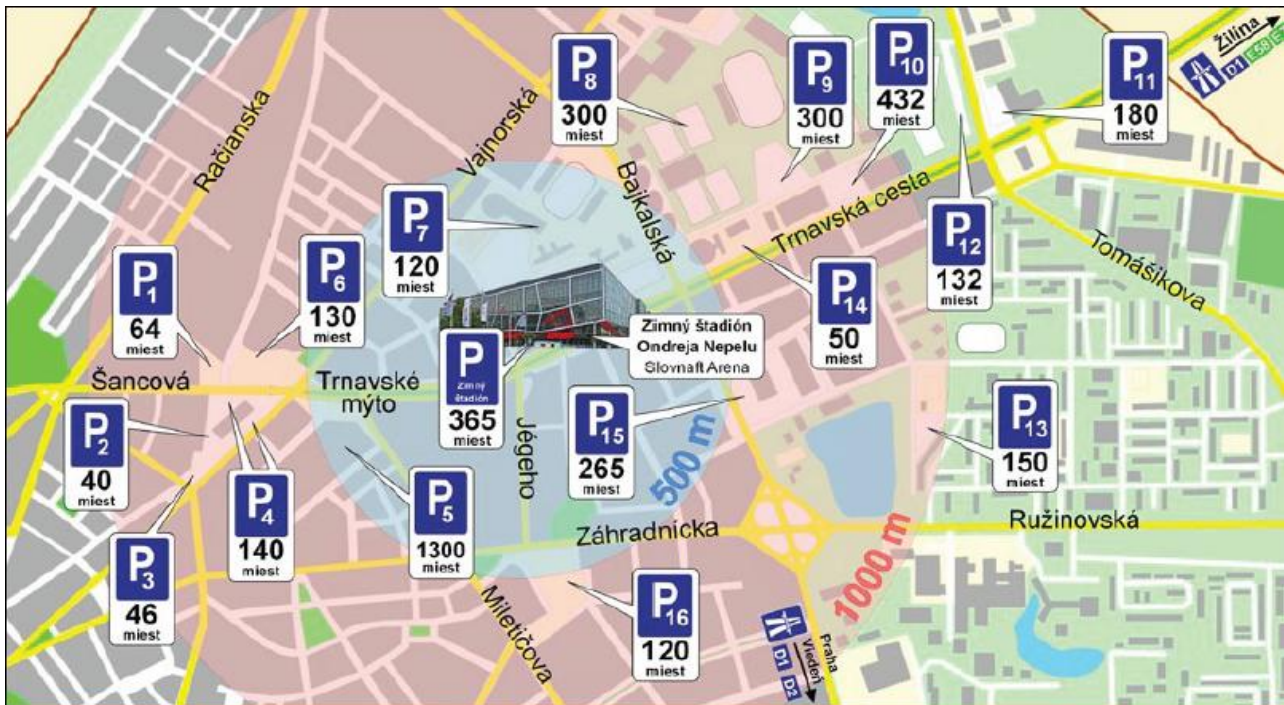 Račianska
Vajnorská
Bajkalská
Trnavská cesta
Tomášikova
Šancová
Trnavské
mýto
Jégeho
Záhradnícka
Ružinovská
Miletičova
500 m
1000 m
P1
64
miest
P2
40
miest
P3
46
miest
P4
140
miest
P5
1300
miest
P6
130
miest
P7
120
miest
P8
300
miest
P9
300
miest
P10
432
miest
P11
180
miest
P12
132
miest
P13
150
miest
P14
50
miest
P15
265
miest
P16
120
miest
P
Zimný
štadión
365
miest
Zimný štadión
Ondreja Nepelu
Slovnaft Arena
Žilina
D1 E58
Praha
Viedeň
D1
D2